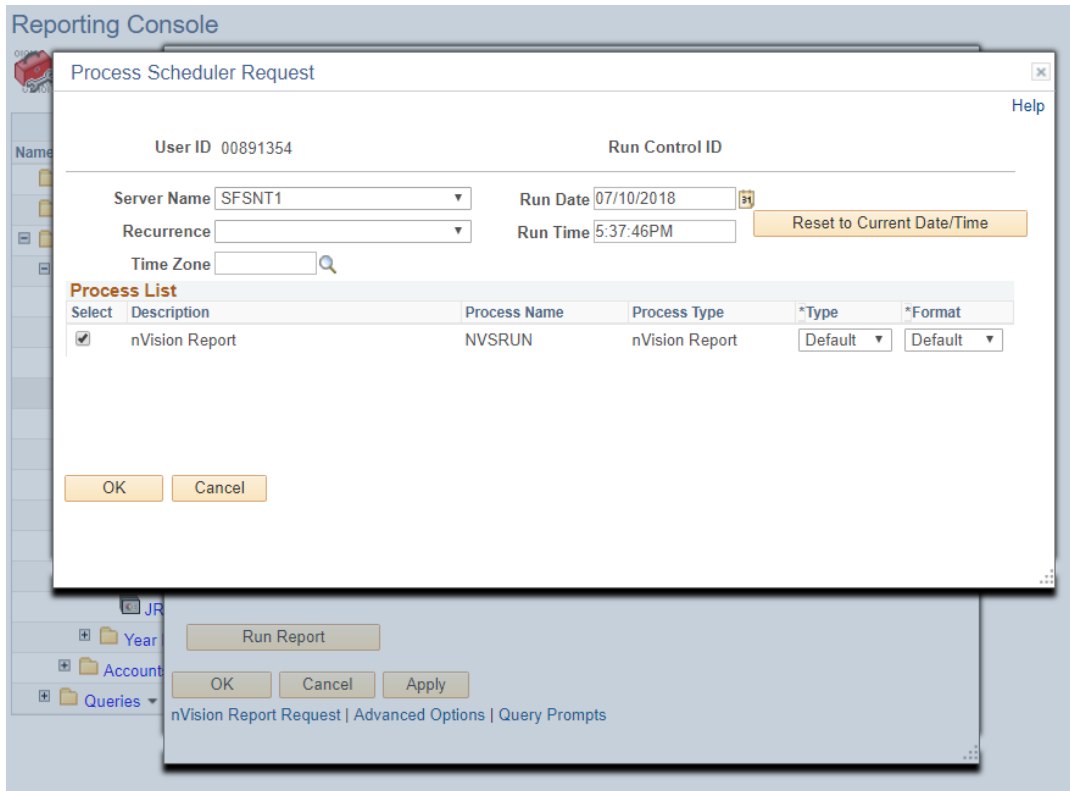 Reporting Console
Process Scheduler Request
Help
User ID 00891354 Run Control ID
Server Name SFSNT1 Run Date 07/10/2018
Recurrence Run Time 5:37:46PM Reset to Current Date/Time
Time Zone
Process List
Select Description Process Name Process Type *Type *Format
nVision Report NVSRUN nVision Report Default Default
OK Cancel
Name
JR
Year
Run Report
Account
OK Cancel Apply
Queries
nVision Report Request | Advanced Options | Query Prompts